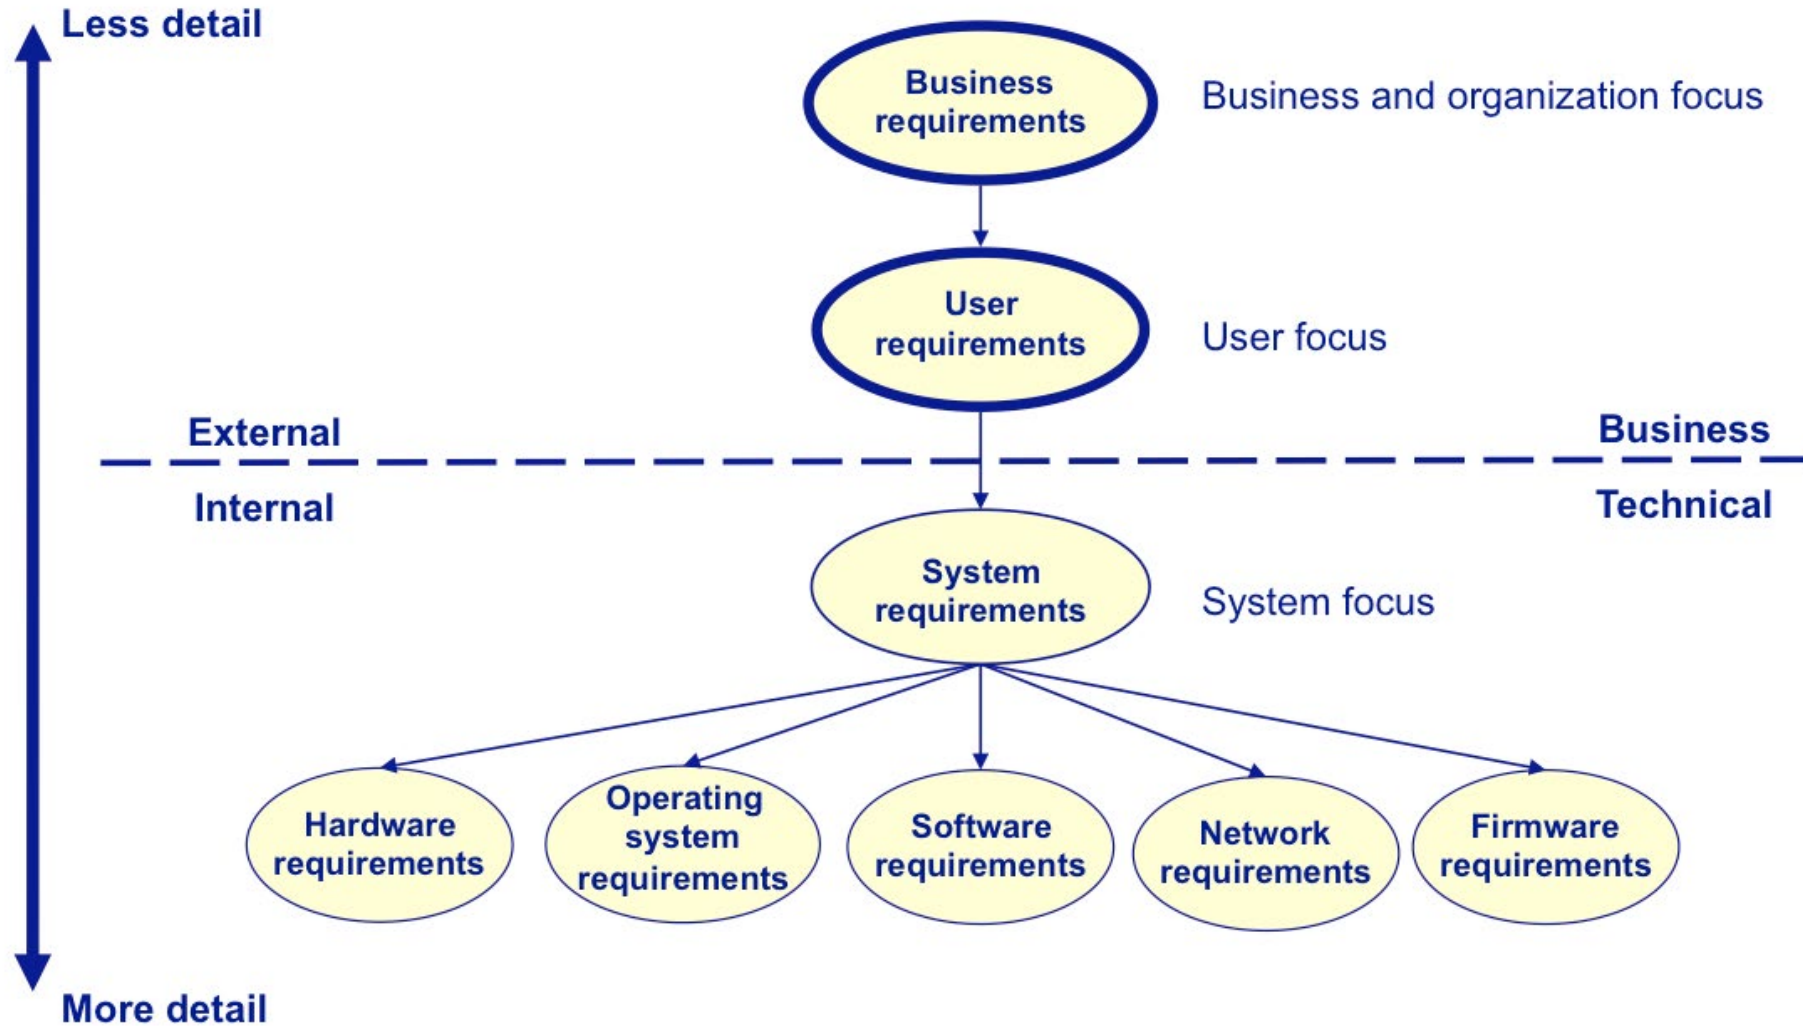 Less detail
Business
requirements
Business and organization focus
User
requirements
User focus
External
Business
Internal
Technical
System
requirements
System focus
Hardware
requirements
Operating
system
requirements
Software
requirements
Network
requirements
Firmware
requirements
More detail